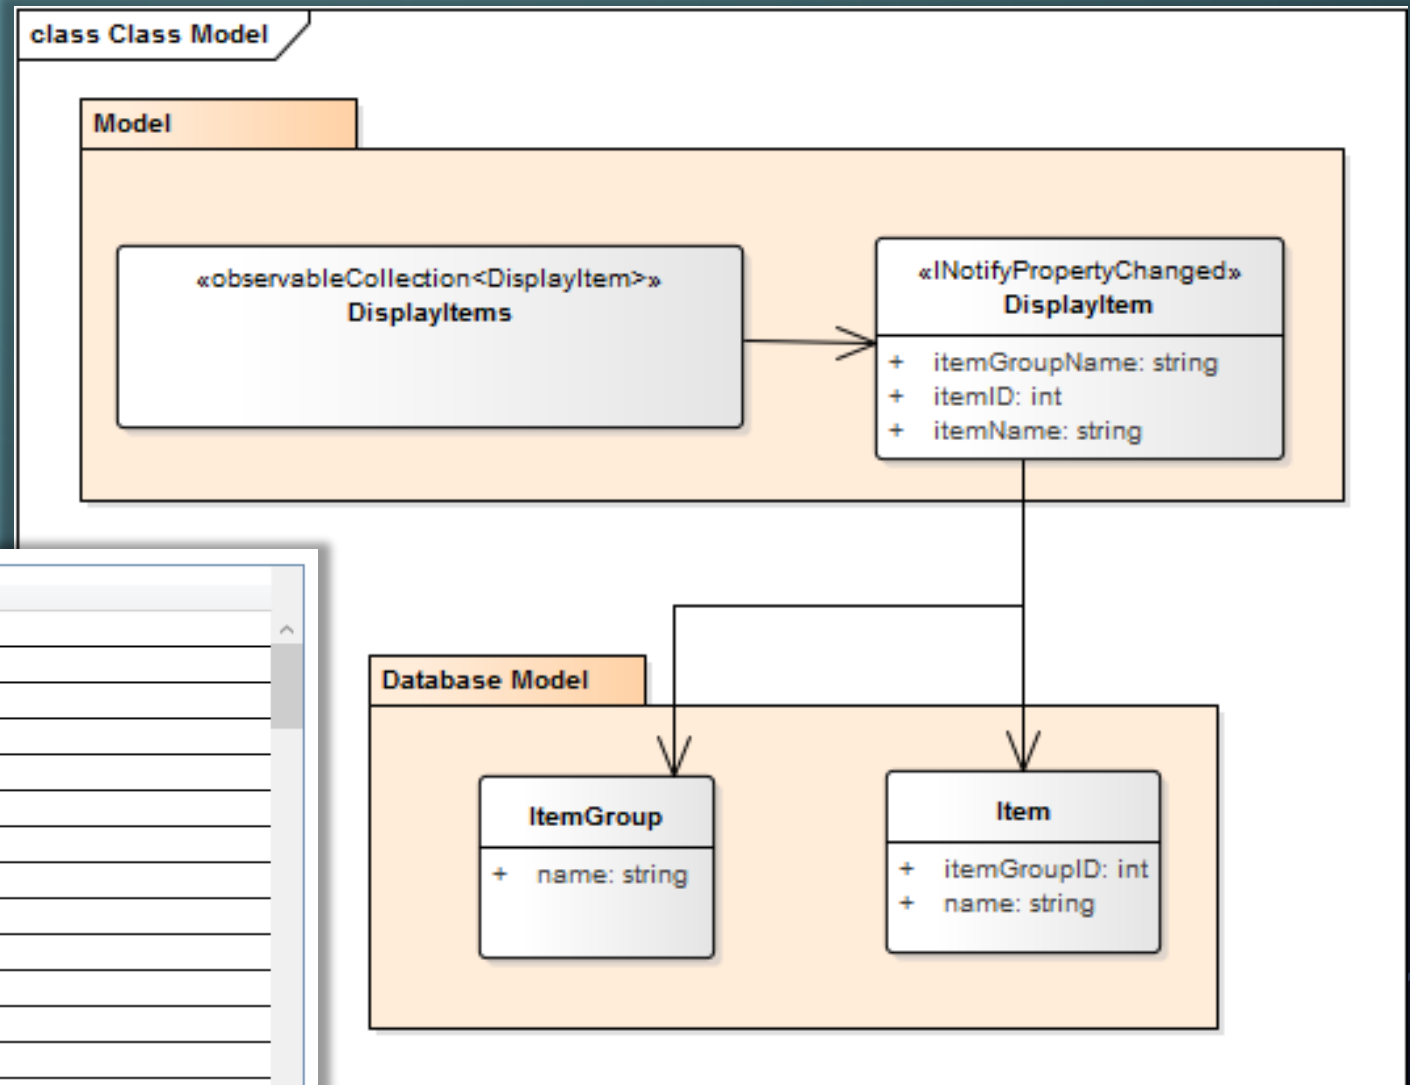 class Class Model
Model
«observableCollection<DisplayItem>»
DisplayItems
«INotifyPropertyChanged»
DisplayItem
+ itemGroupName: string
+ itemID: int
+ itemName: string
Database Model
ItemGroup
+ name: string
Item
+ itemGroupID: int
+ name: string